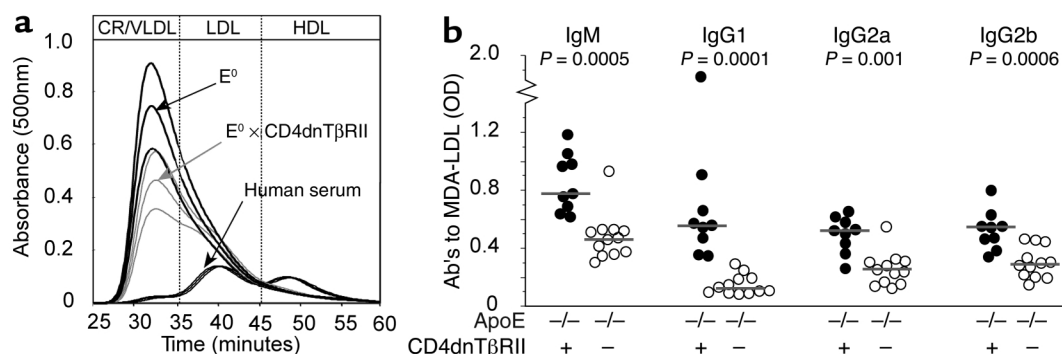 a
CR/VLDL LDL HDL
1.0
0.8
0.6
0.4
0.2
0
Absorbance (500nm)
E⁰
E⁰ × CD4dnTβRII
Human serum
25 30 35 40 45 50 55 60
Time (minutes)
b
IgM IgG1 IgG2a IgG2b
P = 0.0005 P = 0.0001 P = 0.001 P = 0.0006
2.0
1.2
0.8
0.4
0
Ab's to MDA-LDL (OD)
ApoE –/– –/– –/– –/– –/– –/– –/– –/–
CD4dnTβRII + – + – + – + –